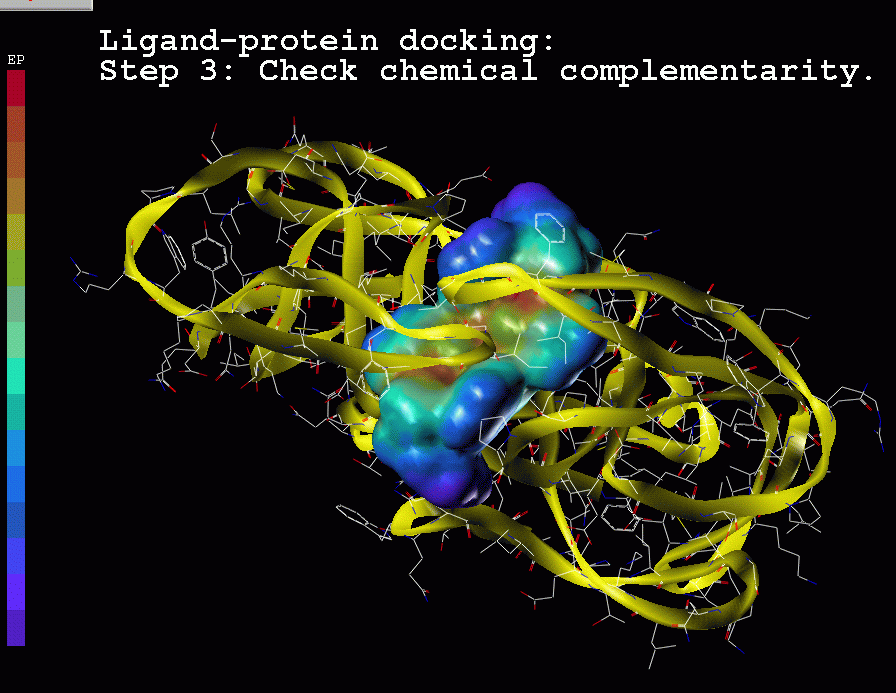 Ligand-protein docking:
Step 3: Check chemical complementarity.
EP